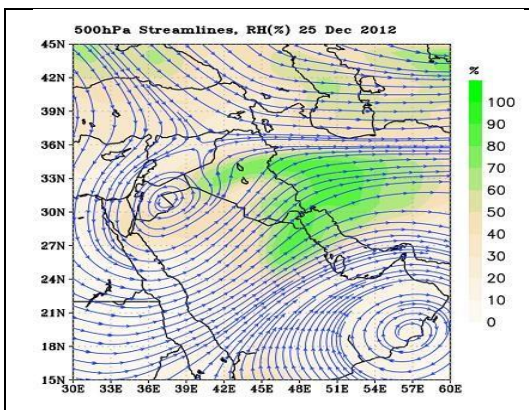 500hPa Streamlines, RH(%) 25 Dec 2012
45N
42N
39N
36N
33N
30N
27N
24N
21N
18N
15N
30E 33E 36E 39E 42E 45E 48E 51E 54E 57E 60E
%
100
90
80
70
60
50
40
30
20
10
0